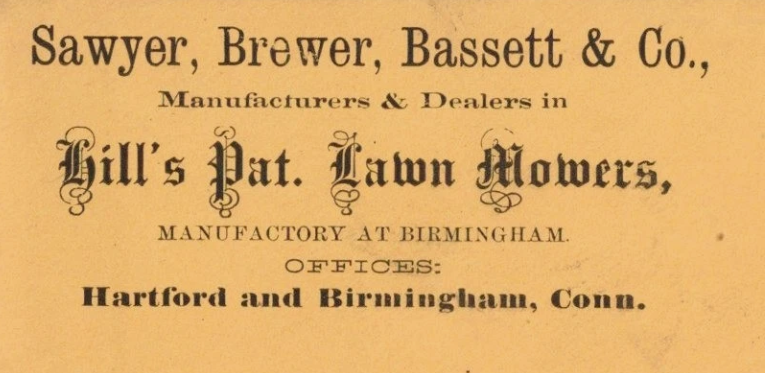 Sawyer, Brewer, Bassett & Co.,
Manufacturers & Dealers in
Hill's Pat. Lawn Mowers,
MANUFACTORY AT BIRMINGHAM.
OFFICES:
Hartford and Birmingham, Conn.